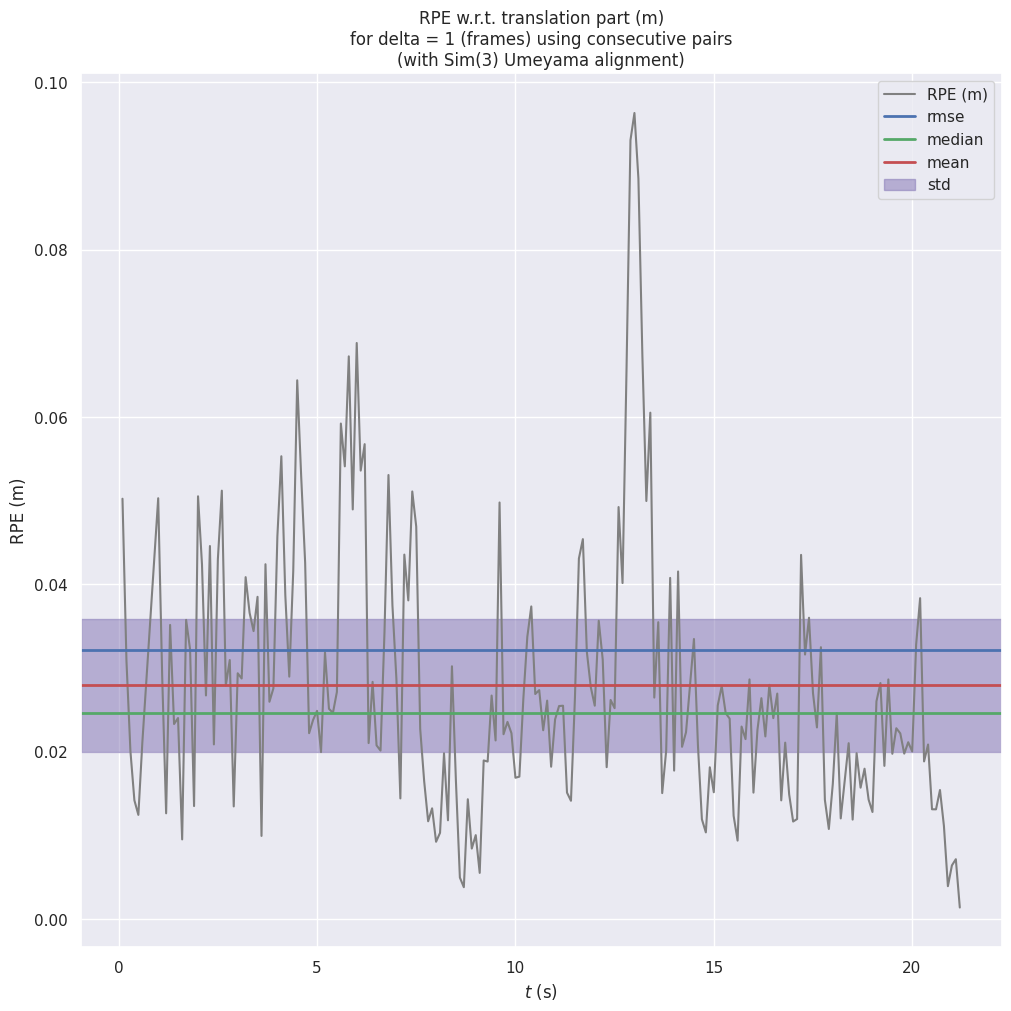 RPE w.r.t. translation part (m)
for delta = 1 (frames) using consecutive pairs
(with Sim(3) Umeyama alignment)
RPE (m)
rmse
median
mean
std
RPE (m)
0.10
0.08
0.06
0.04
0.02
0.00
0 5 10 15 20
t (s)